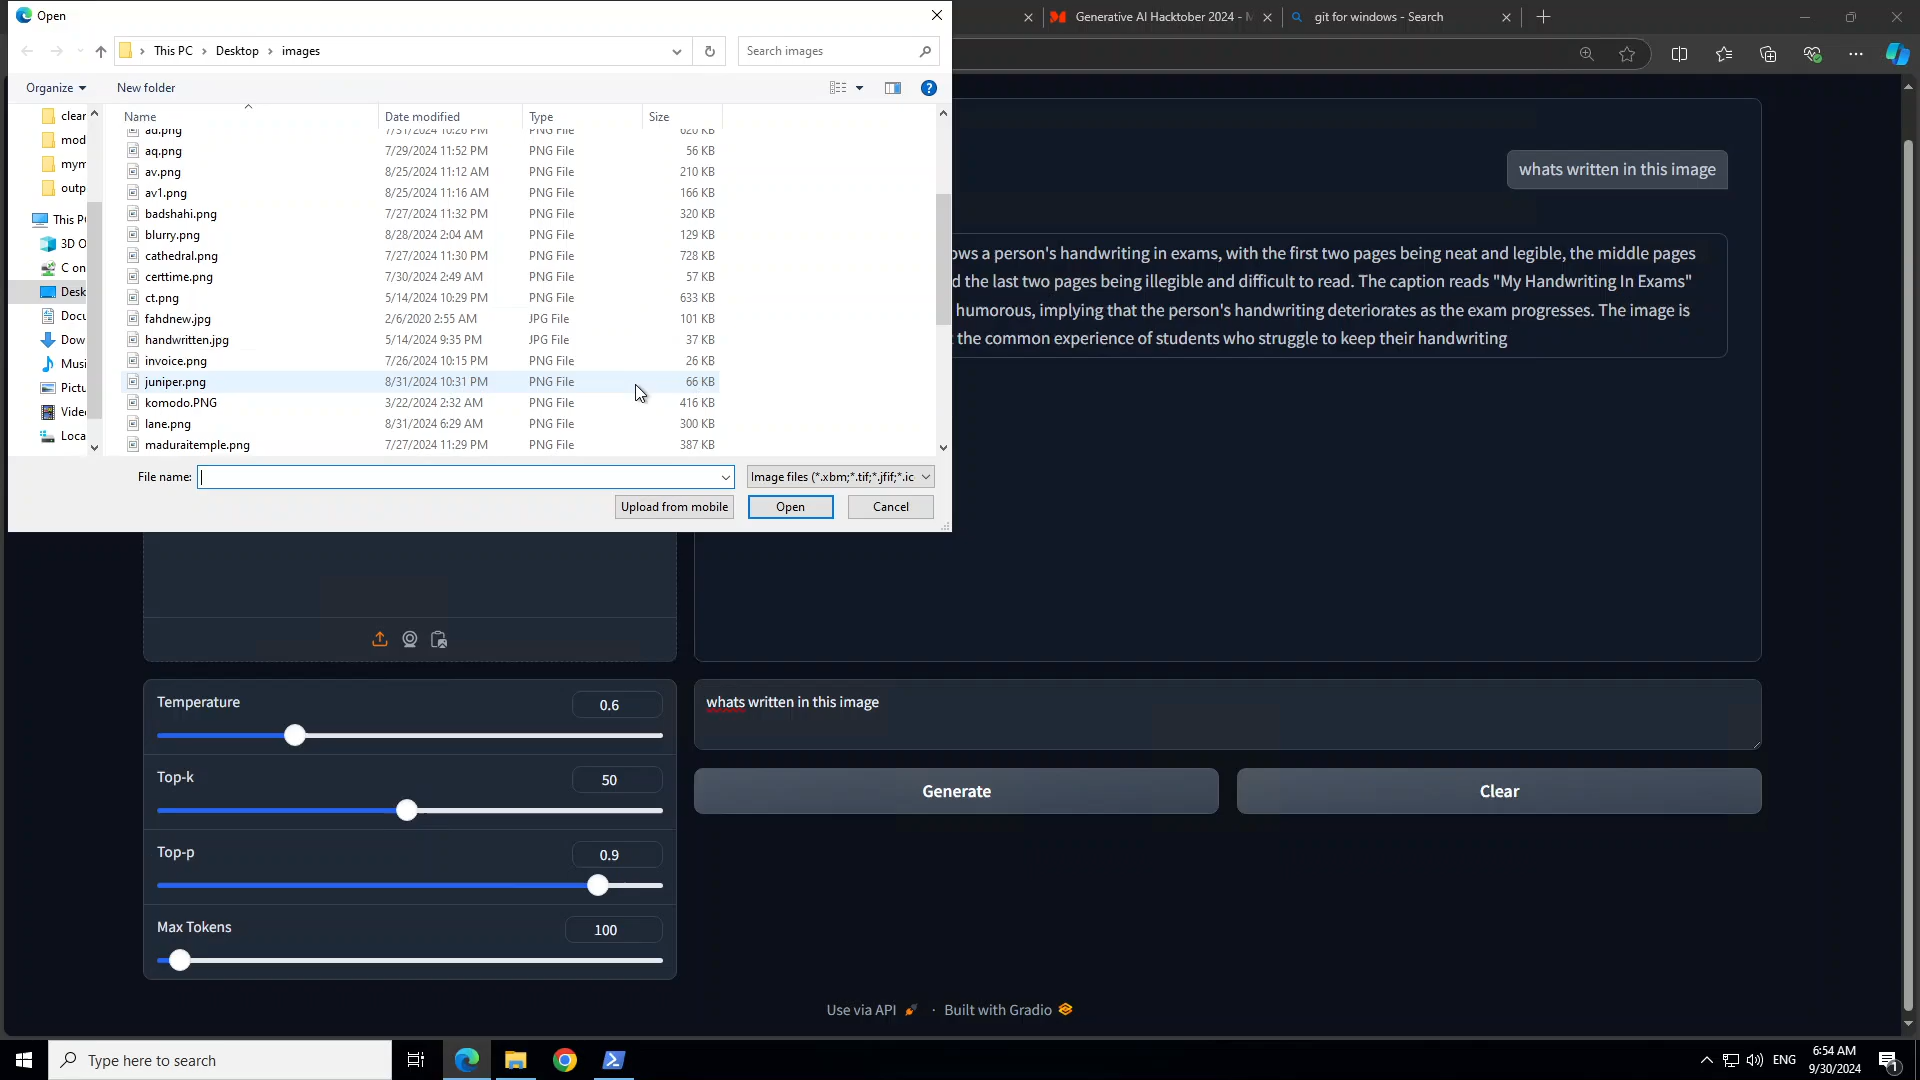 Open
Generative AI Hacktober 2024 -
git for windows - Search
This PC > Desktop > images
Search images
Organize
New folder
Name
Date modified
Type
Size
ad.png 7/31/2024 10:26 PM PNG File 620 KB
aq.png 7/29/2024 11:52 PM PNG File 56 KB
av.png 8/25/2024 11:12 AM PNG File 210 KB
av1.png 8/25/2024 11:16 AM PNG File 166 KB
badshahi.png 7/27/2024 11:32 PM PNG File 320 KB
blurry.png 8/28/2024 2:04 AM PNG File 129 KB
cathedral.png 7/27/2024 11:30 PM PNG File 728 KB
certtime.png 7/30/2024 2:49 AM PNG File 57 KB
ct.png 5/14/2024 10:29 PM PNG File 633 KB
fahdnew.jpg 2/6/2020 2:55 AM JPG File 101 KB
handwritten.jpg 5/14/2024 9:35 PM JPG File 37 KB
invoice.png 7/26/2024 10:15 PM PNG File 26 KB
juniper.png 8/31/2024 10:31 PM PNG File 66 KB
komodo.PNG 3/22/2024 2:32 AM PNG File 416 KB
lane.png 8/31/2024 6:29 AM PNG File 300 KB
maduraitemple.png 7/27/2024 11:29 PM PNG File 387 KB
clear
mod
mym
outp
This P
3D O
C on
Desk
Docu
Dow
Musi
Pictu
Vide
Loca
File name:
Image files (*.xbm;*.tif;*.jfif;*.ic
Upload from mobile
Open
Cancel
whats written in this image
ows a person's handwriting in exams, with the first two pages being neat and legible, the middle pages
d the last two pages being illegible and difficult to read. The caption reads "My Handwriting In Exams"
humorous, implying that the person's handwriting deteriorates as the exam progresses. The image is
the common experience of students who struggle to keep their handwriting
Temperature
0.6
Top-k
50
Top-p
0.9
Max Tokens
100
whats written in this image
Generate
Clear
Use via API · Built with Gradio
Type here to search
ENG
6:54 AM
9/30/2024
1